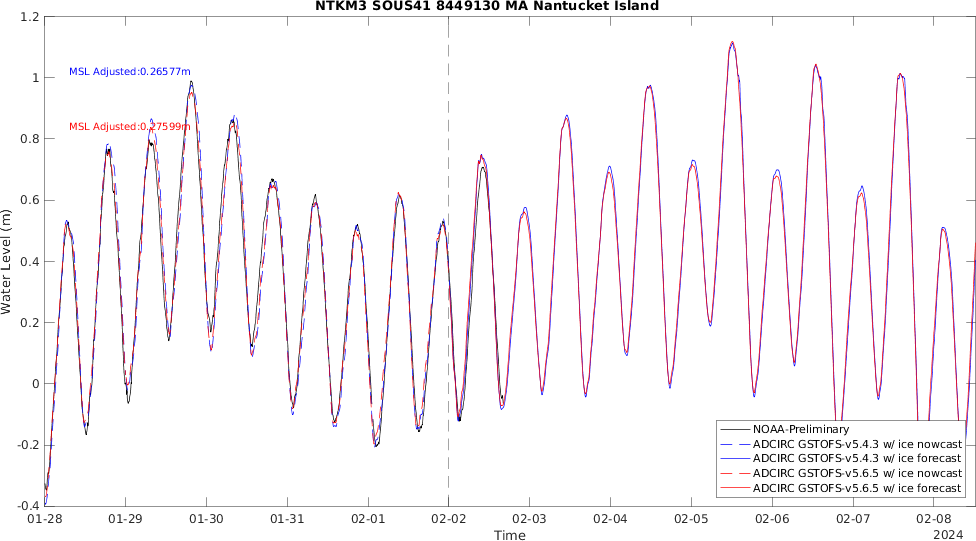 NTKM3 SOUS41 8449130 MA Nantucket Island
1.2
1
0.8
0.6
0.4
0.2
0
-0.2
-0.4
Water Level (m)
MSL Adjusted:0.26577m
MSL Adjusted:0.27599m
NOAA-Preliminary
ADCIRC GSTOFS-v5.4.3 w/ ice nowcast
ADCIRC GSTOFS-v5.4.3 w/ ice forecast
ADCIRC GSTOFS-v5.6.5 w/ ice nowcast
ADCIRC GSTOFS-v5.6.5 w/ ice forecast
01-28 01-29 01-30 01-31 02-01 02-02 02-03 02-04 02-05 02-06 02-07 02-08
Time
2024